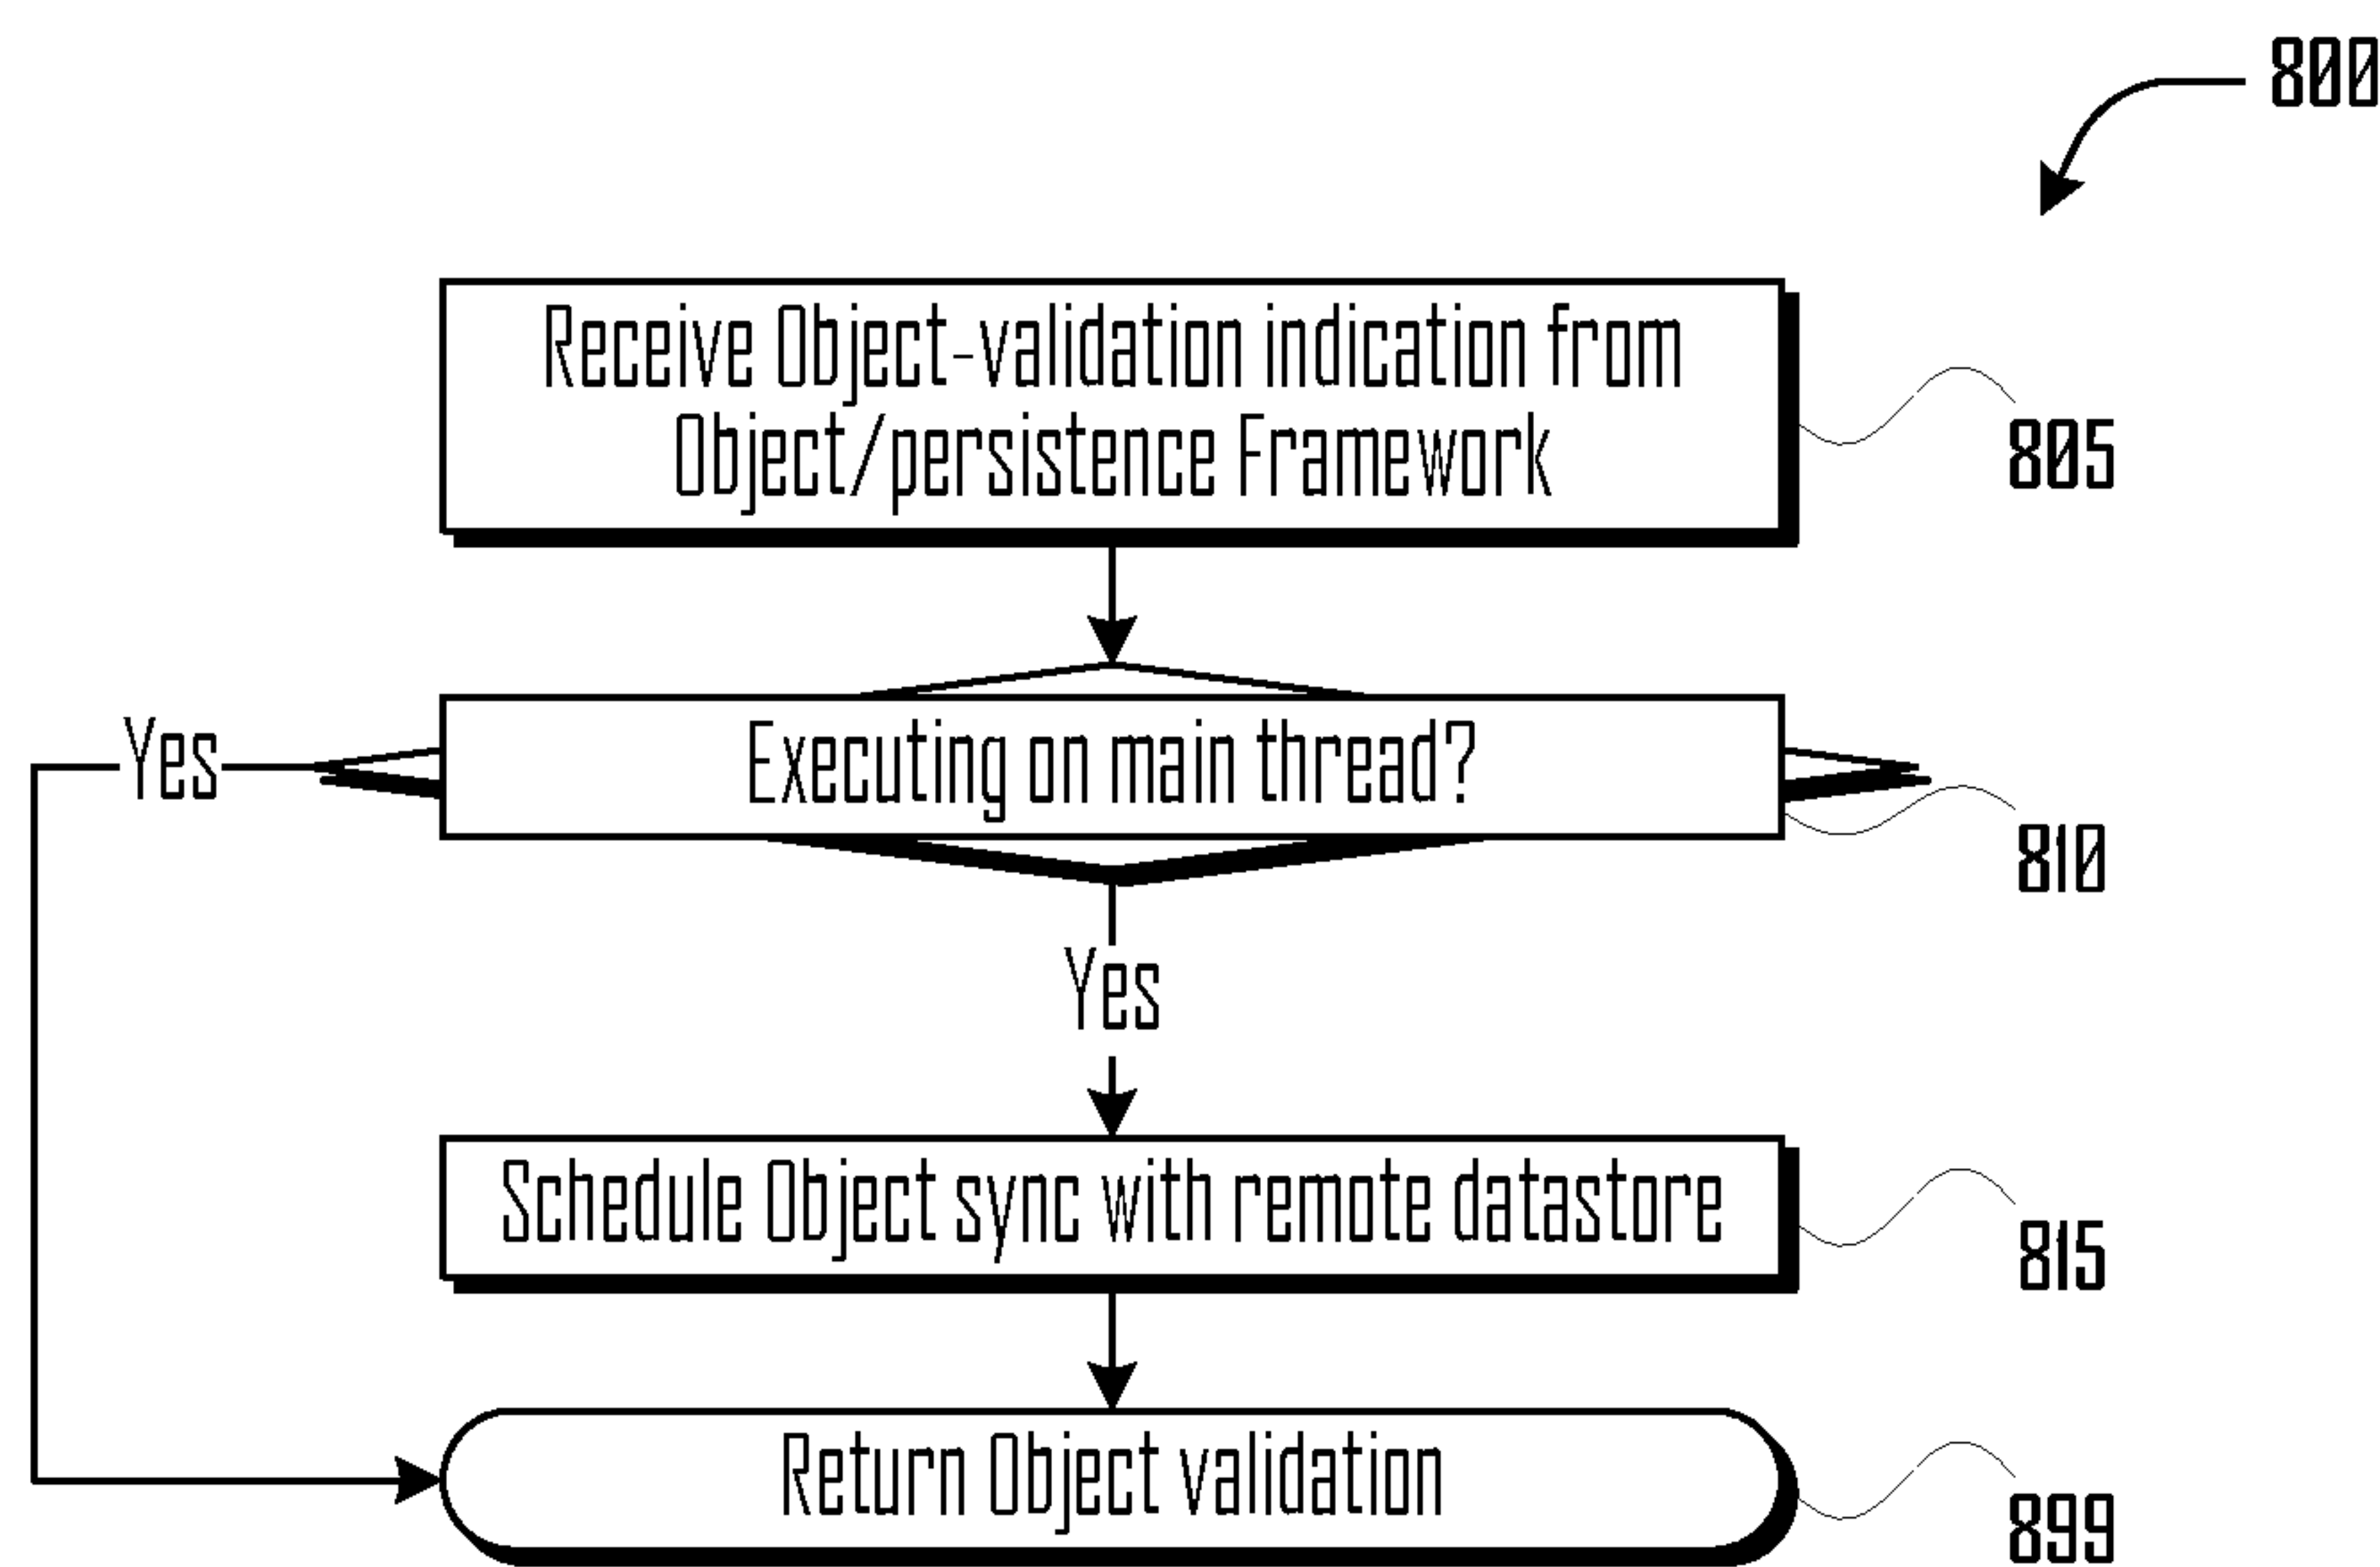 800
Receive Object-validation indication from
Object/persistence Framework
805
Yes
Executing on main thread?
810
Yes
Schedule Object sync with remote datastore
815
Return Object validation
899